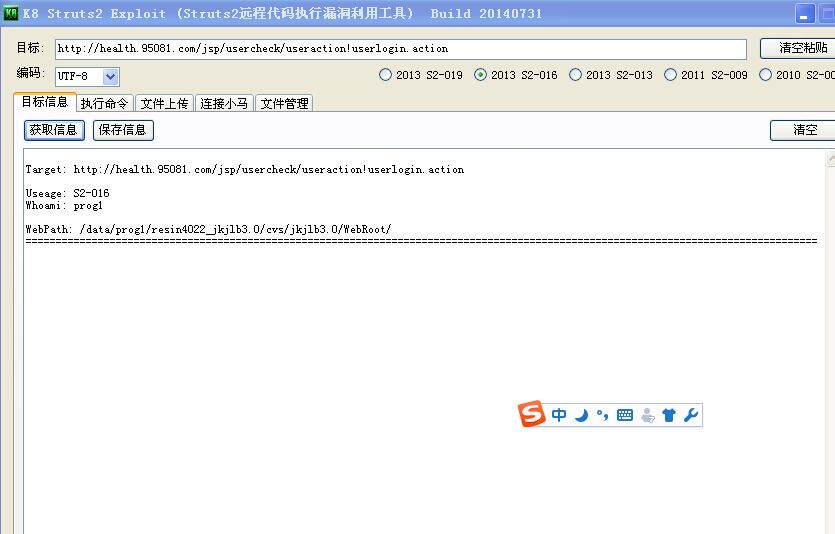 K8 Struts2 Exploit (Struts2远程代码执行漏洞利用工具) Build 20140731
目标: http://health.95081.com/jsp/usercheck/useraction!userlogin.action 清空粘贴
编码: UTF-8 2013 S2-019 2013 S2-016 2013 S2-013 2011 S2-009 2010 S2-00
目标信息 执行命令 文件上传 连接小马 文件管理
获取信息 保存信息 清空
Target: http://health.95081.com/jsp/usercheck/useraction!userlogin.action
Useage: S2-016
Whoami: prog1
WebPath: /data/prog1/resin4022_jkjlb3.0/cvs/jkjlb3.0/WebRoot/
S 中